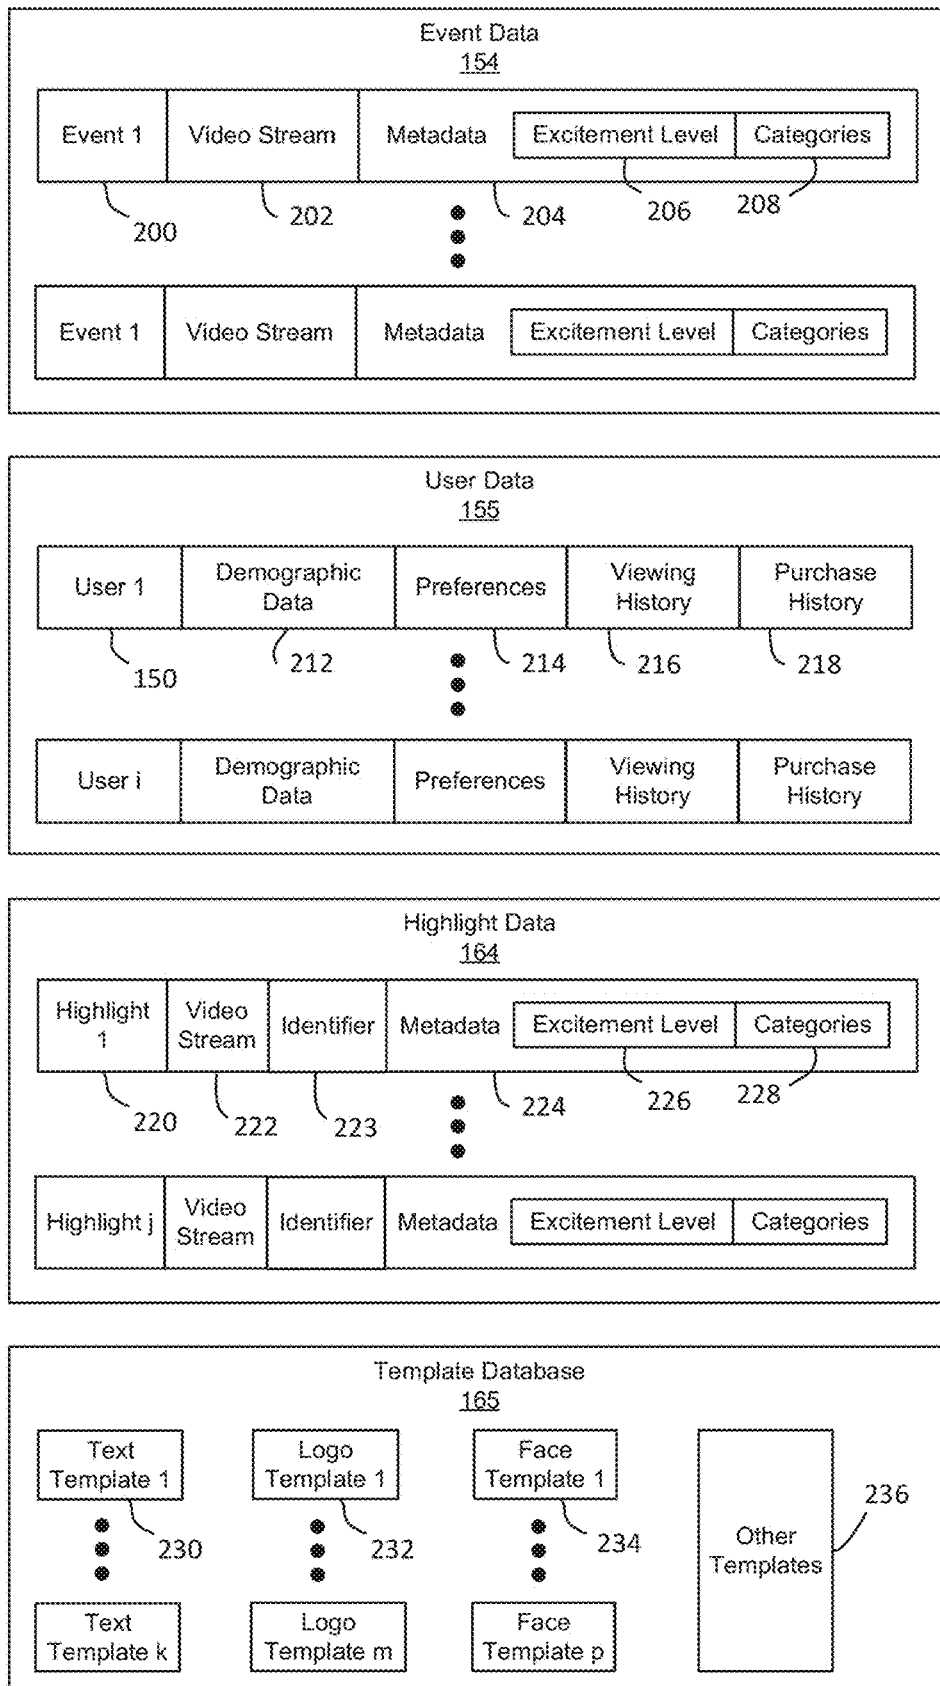 Event Data
154
Event 1 Video Stream Metadata Excitement Level Categories
200 202 204 206 208
Event 1 Video Stream Metadata Excitement Level Categories
User Data
155
User 1 Demographic Data Preferences Viewing History Purchase History
150 212 214 216 218
User i Demographic Data Preferences Viewing History Purchase History
Highlight Data
164
Highlight 1 Video Stream Identifier Metadata Excitement Level Categories
220 222 223 224 226 228
Highlight j Video Stream Identifier Metadata Excitement Level Categories
Template Database
165
Text Template 1 Logo Template 1 Face Template 1
230 232 234 236
Other Templates
Text Template k Logo Template m Face Template p